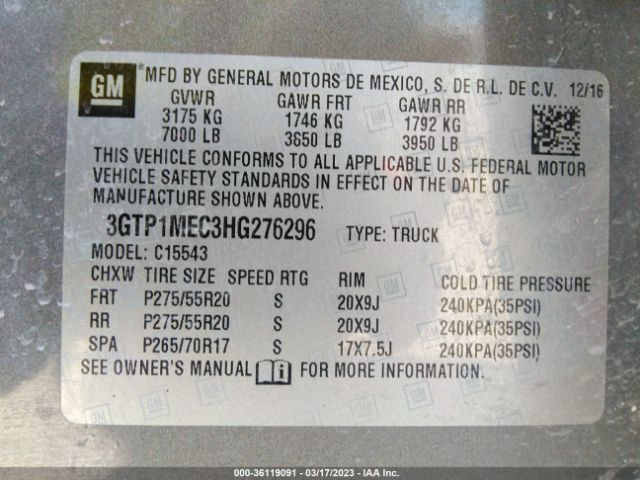 GM *MFD BY GENERAL MOTORS DE MEXICO, S. DE R.L. DE C.V. 12/16
GVWR GAWR FRT GAWR RR
3175 KG 1746 KG 1792 KG
7000 LB 3850 LB 3950 LB
THIS VEHICLE CONFORMS TO ALL APPLICABLE U.S. FEDERAL MOTOR
VEHICLE SAFETY STANDARDS IN EFFECT ON THE DATE OF
MANUFACTURE SHOWN ABOVE.
3GTP1MEC3HG276296 TYPE: TRUCK
MODEL: C15543
CHXW TIRE SIZE SPEED RTG RIM COLD TIRE PRESSURE
FRT P275/55R20 S 20X9J 240KPA(35PSI)
RR P275/55R20 S 20X9J 240KPA(35PSI)
SPA P265/70R17 S 17X7.5J 240KPA(35PSI)
SEE OWNER'S MANUAL i FOR MORE INFORMATION.
000-36119091 - 03/17/2023 - IAA Inc.